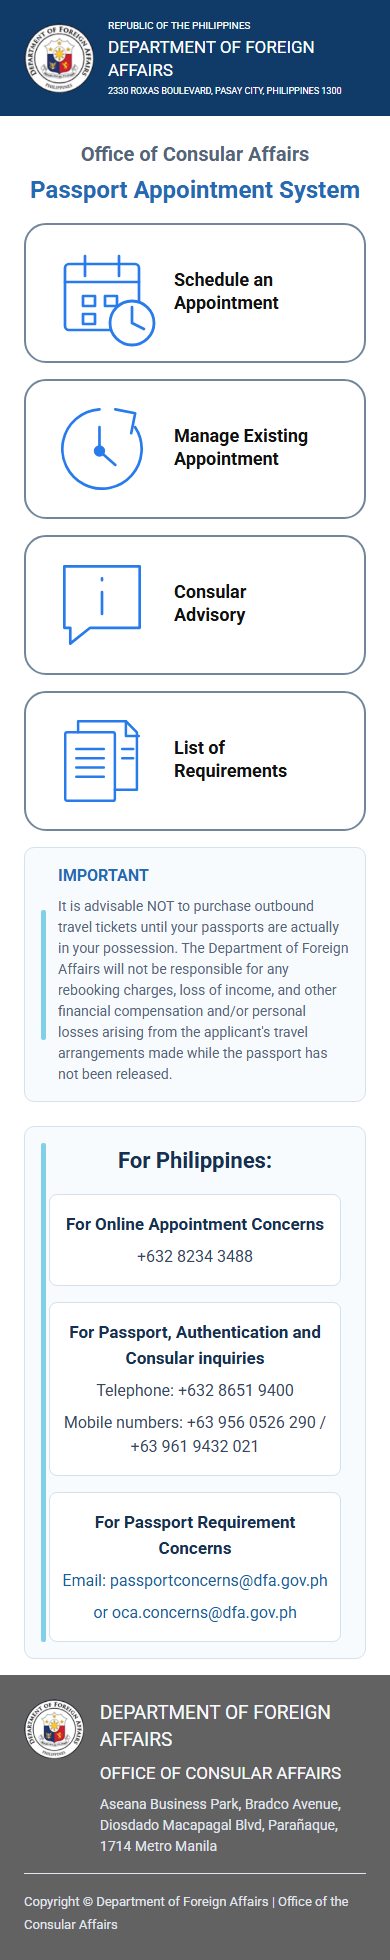 REPUBLIC OF THE PHILIPPINES
DEPARTMENT OF FOREIGN
AFFAIRS
2330 ROXAS BOULEVARD, PASAY CITY, PHILIPPINES 1300
Office of Consular Affairs
Passport Appointment System
Schedule an
Appointment
Manage Existing
Appointment
Consular
Advisory
List of
Requirements
IMPORTANT
It is advisable NOT to purchase outbound
travel tickets until your passports are actually
in your possession. The Department of Foreign
Affairs will not be responsible for any
rebooking charges, loss of income, and other
financial compensation and/or personal
losses arising from the applicant's travel
arrangements made while the passport has
not been released.
For Philippines:
For Online Appointment Concerns
+632 8234 3488
For Passport, Authentication and
Consular inquiries
Telephone: +632 8651 9400
Mobile numbers: +63 956 0526 290 /
+63 961 9432 021
For Passport Requirement
Concerns
Email: passportconcerns@dfa.gov.ph
or oca.concerns@dfa.gov.ph
DEPARTMENT OF FOREIGN
AFFAIRS
OFFICE OF CONSULAR AFFAIRS
Aseana Business Park, Bradco Avenue,
Diosdado Macapagal Blvd, Parañaque,
1714 Metro Manila
Copyright © Department of Foreign Affairs | Office of the
Consular Affairs